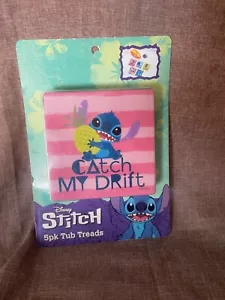 CAtch
MY DRift
Disney
STITCH
5pk Tub Treads